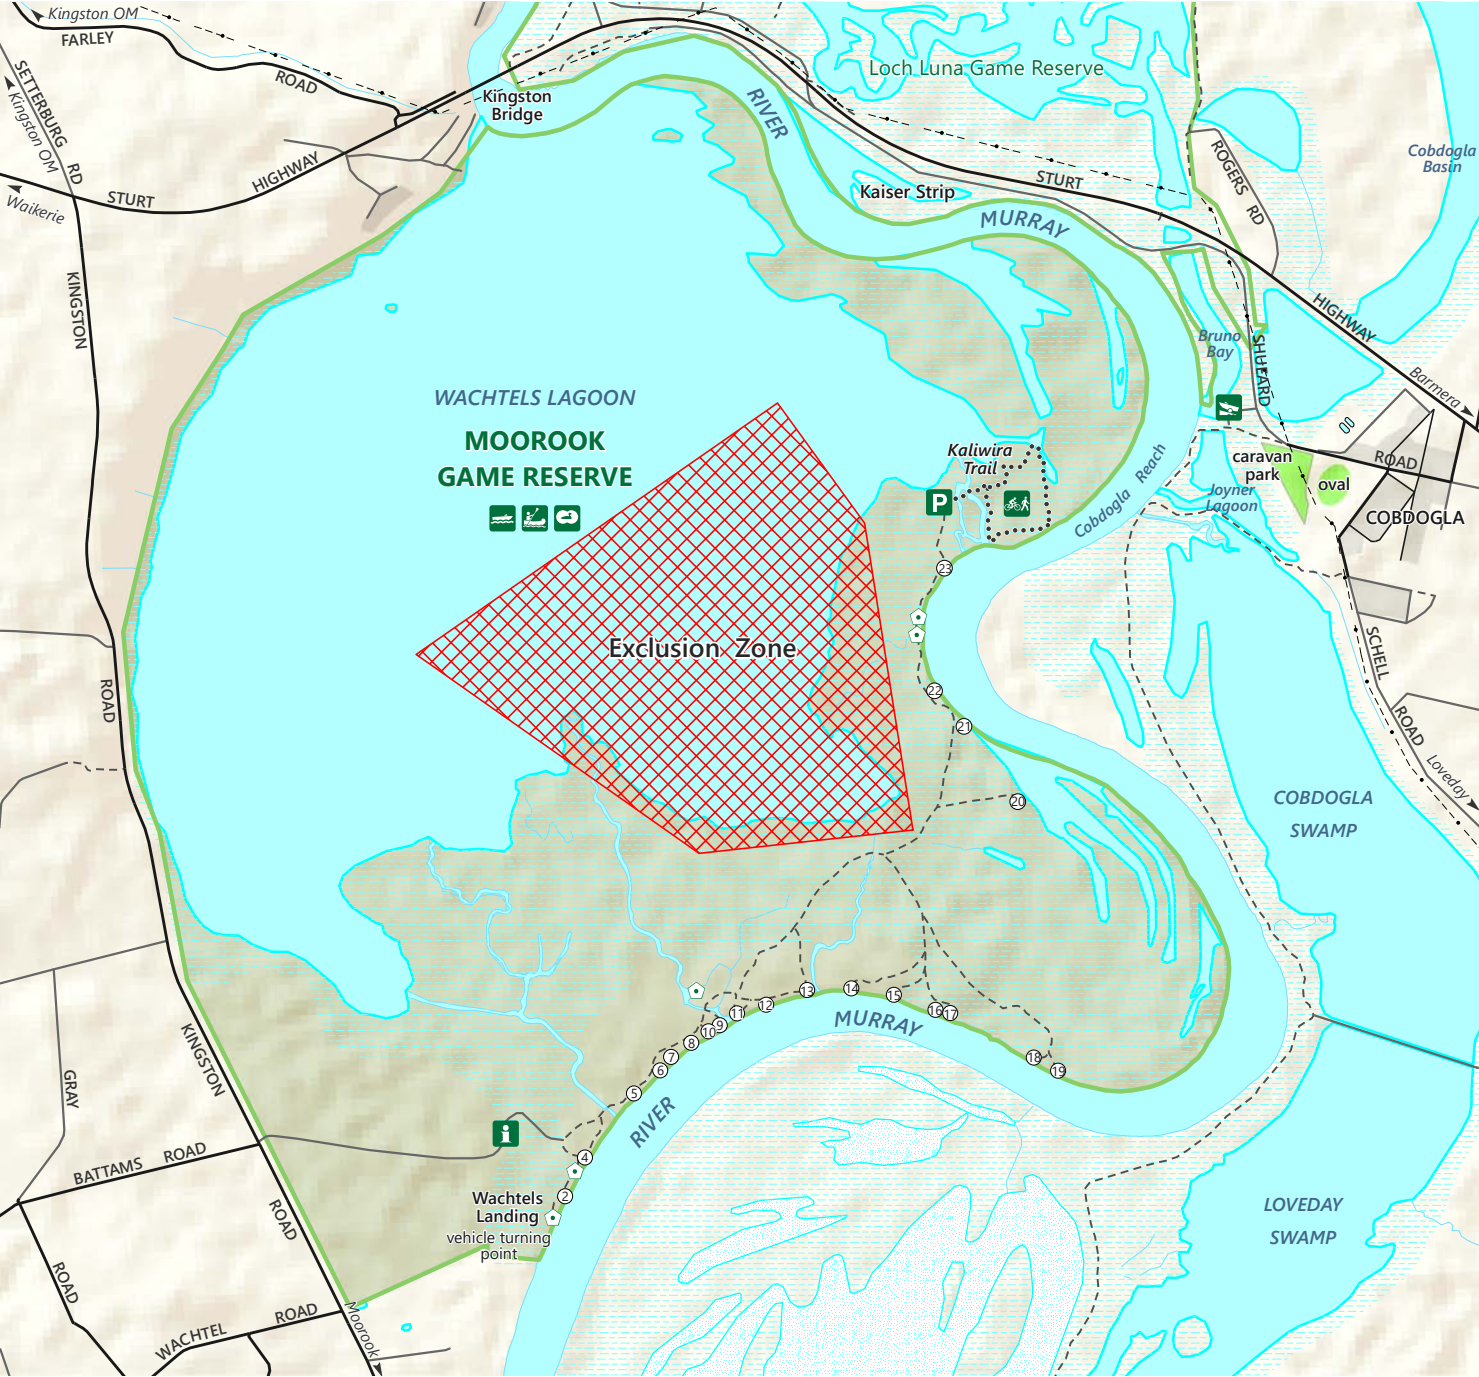 Kingston OM
FARLEY
ROAD
SETTERBURG
RD
Kingston OM
Waikerie
STURT
HIGHWAY
Kingston
Bridge
RIVER
Loch Luna Game Reserve
Kaiser Strip
MURRAY
STURT
ROGERS
RD
Cobdogla
Basin
HIGHWAY
Barmera
Bruno
Bay
SHUEARD
ROAD
caravan
park
oval
COBDOGLA
Joyner
Lagoon
Cobdogla Reach
Kaliwira
Trail
P
KINGSTON
ROAD
WACHTELS LAGOON
MOOROOK
GAME RESERVE
Exclusion Zone
23
22
21
20
SCHELL
ROAD
Loveday
COBDOGLA
SWAMP
14
13
15
12
11
16
17
9
10
8
7
6
18
19
5
4
2
MURRAY
RIVER
KINGSTON
ROAD
GRAY
ROAD
BATTAMS ROAD
i
Wachtels
Landing
vehicle turning
point
WACHTEL
ROAD
Moorook
LOVEDAY
SWAMP